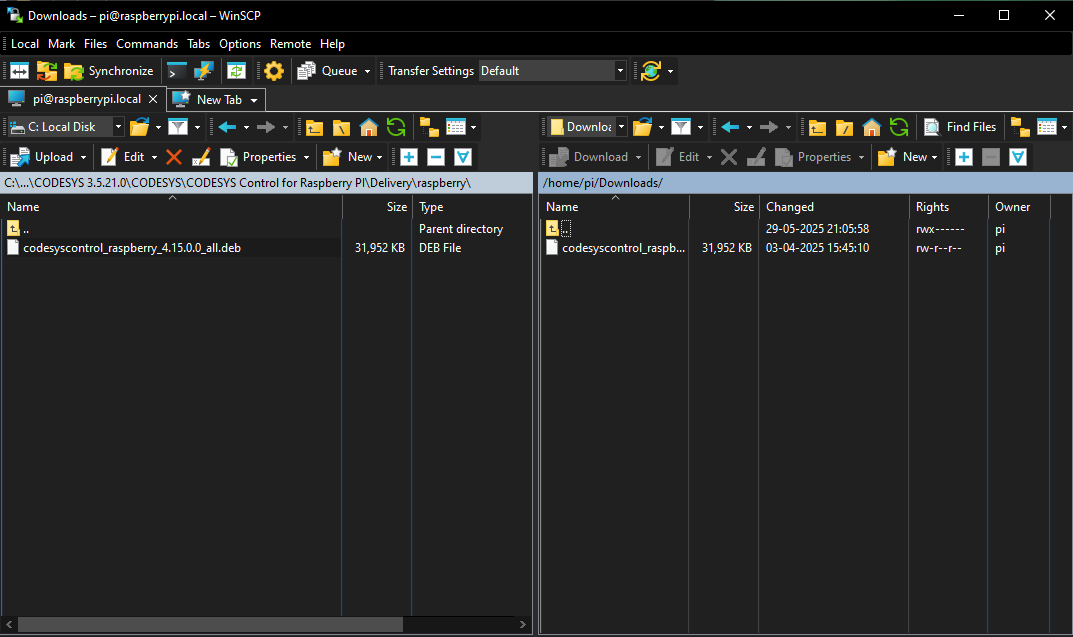 Downloads – pi@raspberrypi.local – WinSCP
Local Mark Files Commands Tabs Options Remote Help
Synchronize Queue Transfer Settings Default
pi@raspberrypi.local New Tab
C: Local Disk Downloa Find Files
Upload Edit Properties New Download Edit Properties New
C:\...\CODESYS 3.5.21.0\CODESYS\CODESYS Control for Raspberry PI\Delivery\raspberry\ /home/pi/Downloads/
Name Size Type Name Size Changed Rights Owner
.. Parent directory .. 29-05-2025 21:05:58 rwx------ pi
codesyscontrol_raspberry_4.15.0.0_all.deb 31,952 KB DEB File codesyscontrol_raspb... 31,952 KB 03-04-2025 15:45:10 rw-r--r-- pi